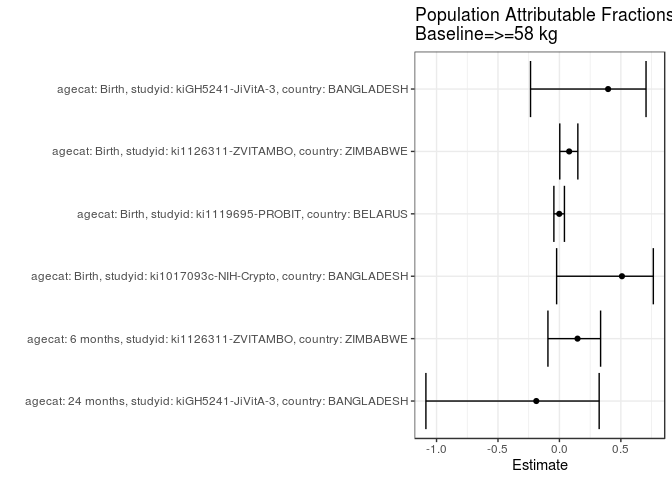 Population Attributable Fractions
Baseline=>=58 kg
agecat: Birth, studyid: kiGH5241-JiVitA-3, country: BANGLADESH
agecat: Birth, studyid: ki1126311-ZVITAMBO, country: ZIMBABWE
agecat: Birth, studyid: ki1119695-PROBIT, country: BELARUS
agecat: Birth, studyid: ki1017093c-NIH-Crypto, country: BANGLADESH
agecat: 6 months, studyid: ki1126311-ZVITAMBO, country: ZIMBABWE
agecat: 24 months, studyid: kiGH5241-JiVitA-3, country: BANGLADESH
-1.0 -0.5 0.0 0.5
Estimate